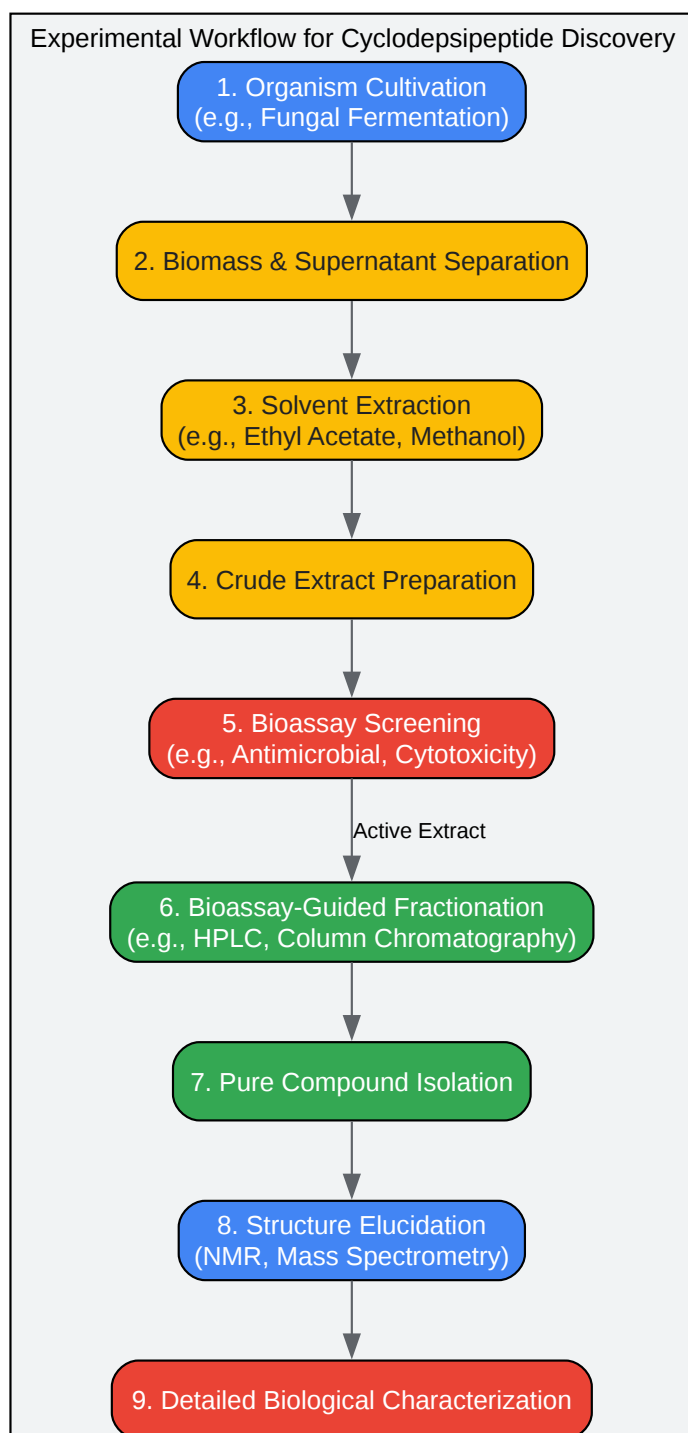 Experimental Workflow for Cyclodepsipeptide Discovery
1. Organism Cultivation
(e.g., Fungal Fermentation)
2. Biomass & Supernatant Separation
3. Solvent Extraction
(e.g., Ethyl Acetate, Methanol)
4. Crude Extract Preparation
5. Bioassay Screening
(e.g., Antimicrobial, Cytotoxicity)
Active Extract
6. Bioassay-Guided Fractionation
(e.g., HPLC, Column Chromatography)
7. Pure Compound Isolation
8. Structure Elucidation
(NMR, Mass Spectrometry)
9. Detailed Biological Characterization